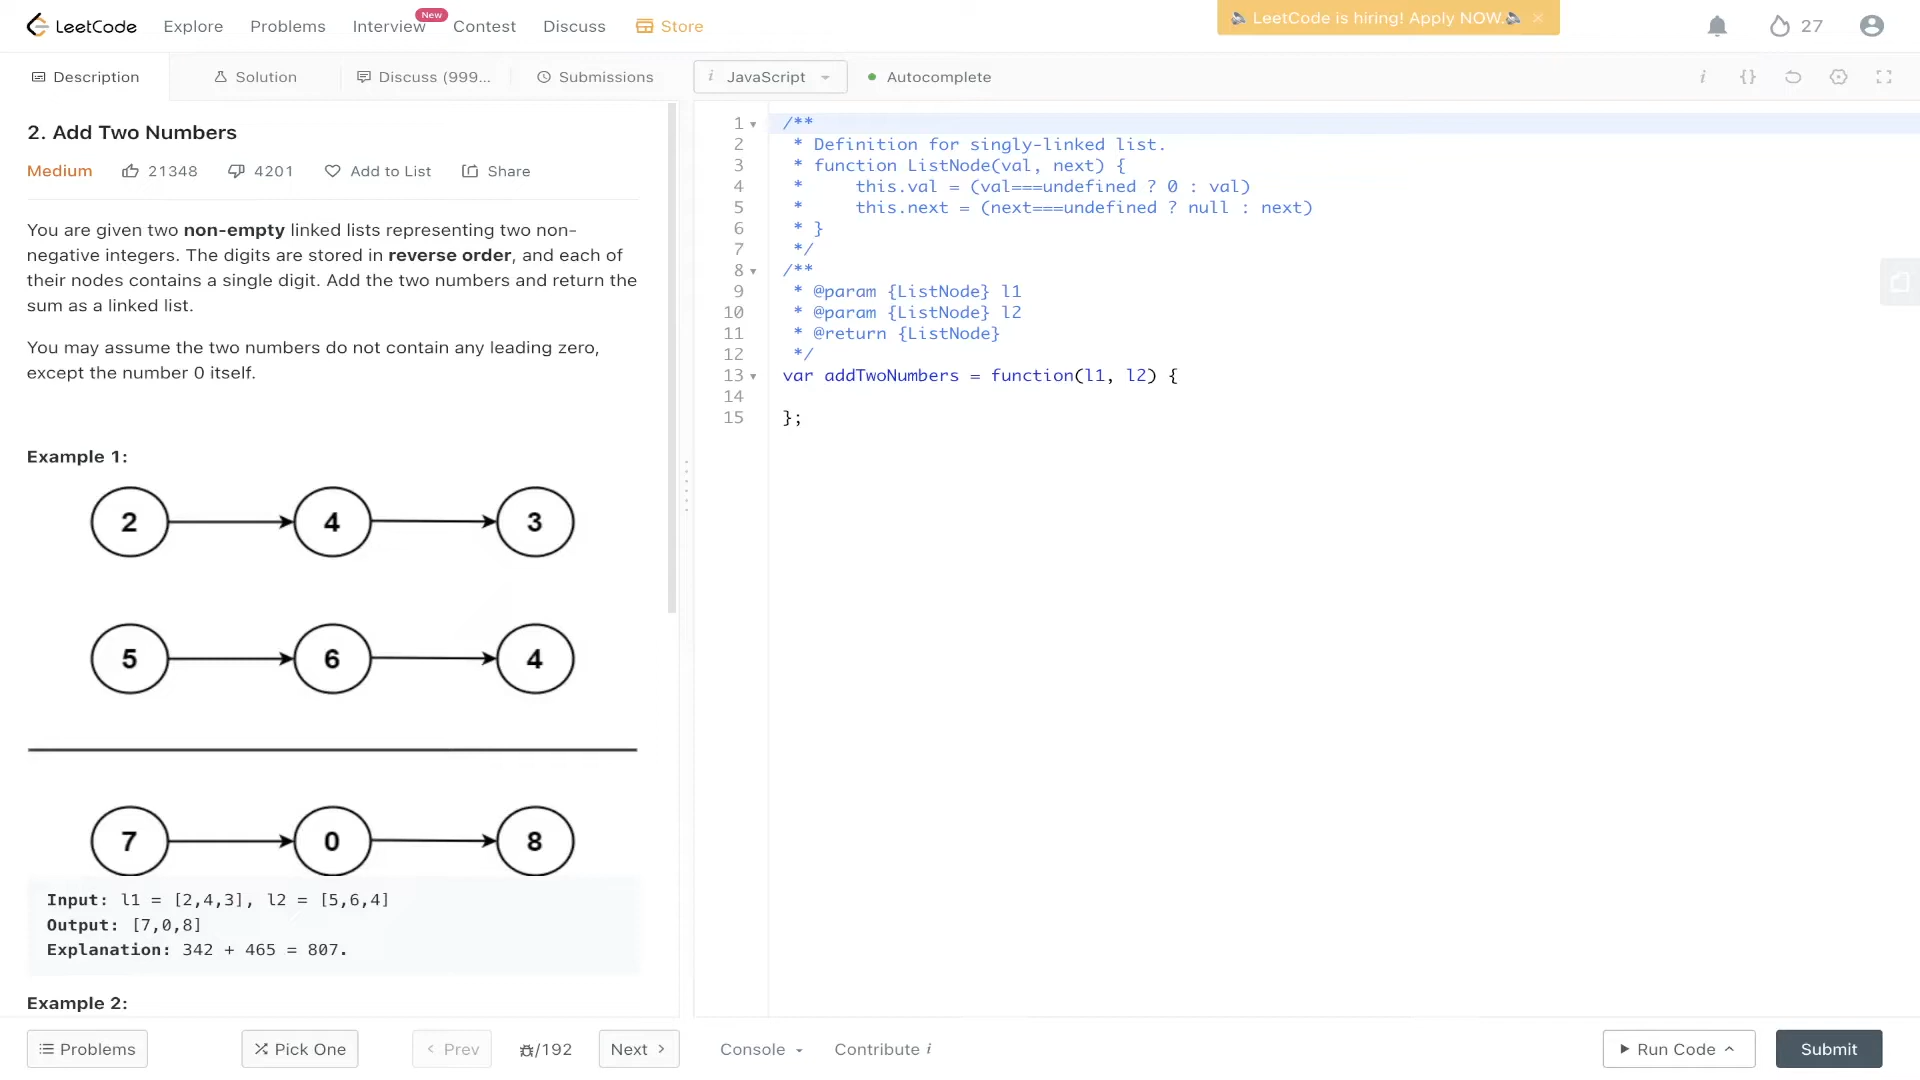 LeetCode Explore Problems Interview New Contest Discuss Store LeetCode is hiring! Apply NOW. 27
Description Solution Discuss (999... Submissions i JavaScript Autocomplete i {}
2. Add Two Numbers
Medium 21348 4201 Add to List Share
You are given two non-empty linked lists representing two non-
negative integers. The digits are stored in reverse order, and each of
their nodes contains a single digit. Add the two numbers and return the
sum as a linked list.
You may assume the two numbers do not contain any leading zero,
except the number 0 itself.
Example 1:
2 4 3
5 6 4
7 0 8
Input: l1 = [2,4,3], l2 = [5,6,4]
Output: [7,0,8]
Explanation: 342 + 465 = 807.
Example 2:
1 /**
2 * Definition for singly-linked list.
3 * function ListNode(val, next) {
4 *     this.val = (val===undefined ? 0 : val)
5 *     this.next = (next===undefined ? null : next)
6 * }
7 */
8 /**
9 * @param {ListNode} l1
10 * @param {ListNode} l2
11 * @return {ListNode}
12 */
13 var addTwoNumbers = function(l1, l2) {
14
15 };
Problems Pick One Prev /192 Next Console Contribute i Run Code Submit